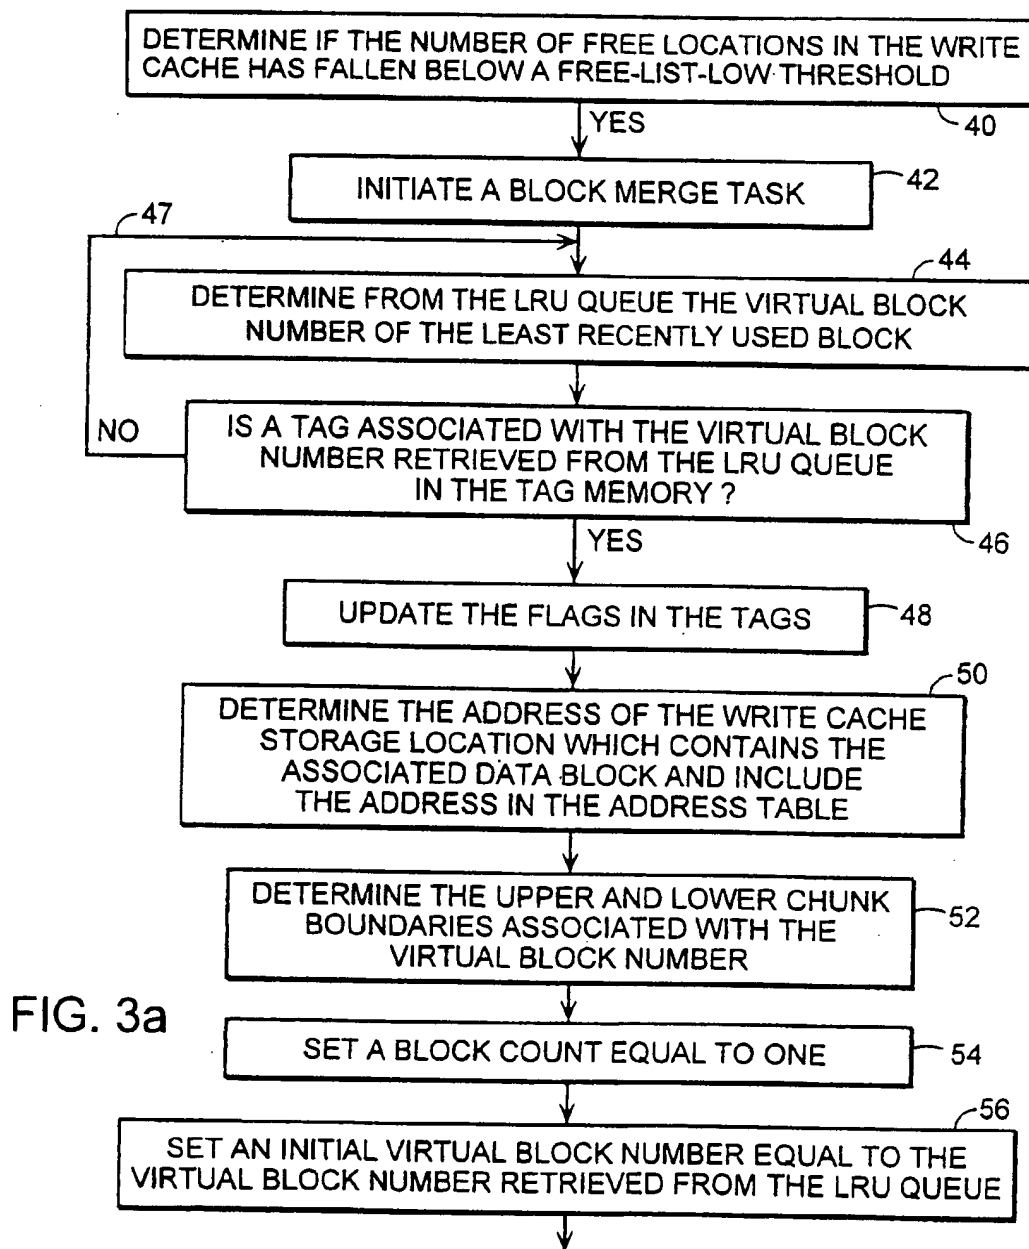 DETERMINE IF THE NUMBER OF FREE LOCATIONS IN THE WRITE
CACHE HAS FALLEN BELOW A FREE-LIST-LOW THRESHOLD
40
YES
INITIATE A BLOCK MERGE TASK
42
47
44
DETERMINE FROM THE LRU QUEUE THE VIRTUAL BLOCK
NUMBER OF THE LEAST RECENTLY USED BLOCK
NO
IS A TAG ASSOCIATED WITH THE VIRTUAL BLOCK
NUMBER RETRIEVED FROM THE LRU QUEUE
IN THE TAG MEMORY ?
46
YES
UPDATE THE FLAGS IN THE TAGS
48
50
DETERMINE THE ADDRESS OF THE WRITE CACHE
STORAGE LOCATION WHICH CONTAINS THE
ASSOCIATED DATA BLOCK AND INCLUDE
THE ADDRESS IN THE ADDRESS TABLE
DETERMINE THE UPPER AND LOWER CHUNK
BOUNDARIES ASSOCIATED WITH THE
VIRTUAL BLOCK NUMBER
52
FIG. 3a
SET A BLOCK COUNT EQUAL TO ONE
54
56
SET AN INITIAL VIRTUAL BLOCK NUMBER EQUAL TO THE
VIRTUAL BLOCK NUMBER RETRIEVED FROM THE LRU QUEUE